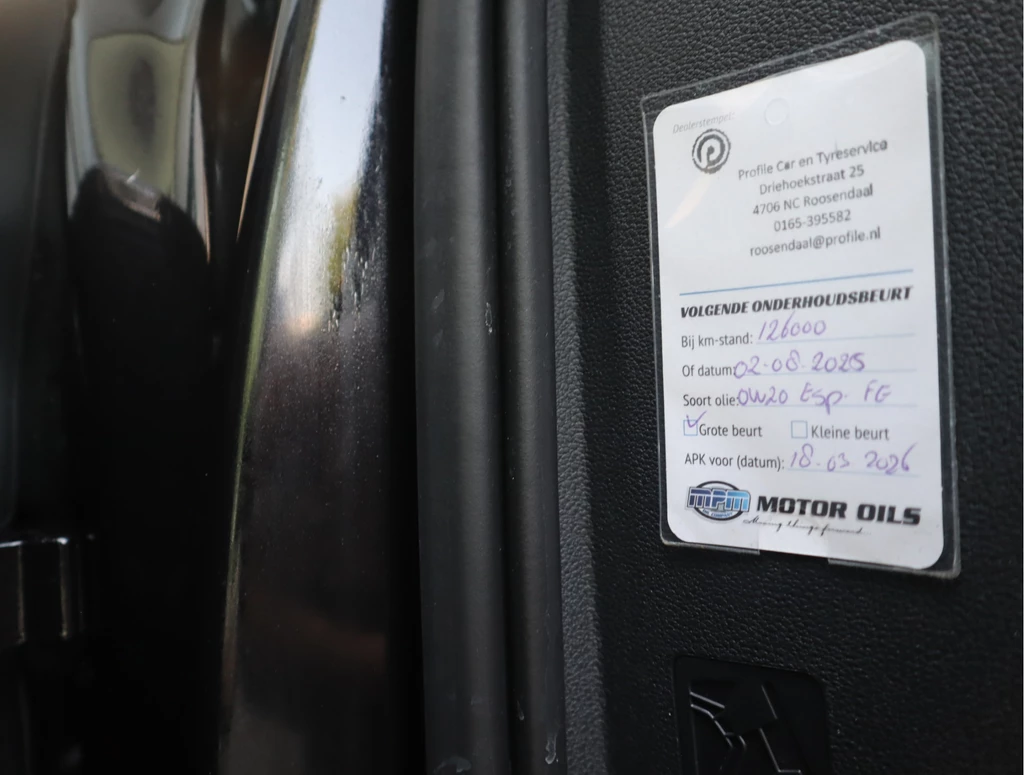 Dealerstempel:
Profile Car en Tyreservice
Driehoekstraat 25
4706 NC Roosendaal
0165-395582
roosendaal@profile.nl
VOLGENDE ONDERHOUDSBEURT
Bij km-stand: 126000
Of datum: 02-08-2025
Soort olie: 0W20 Esp. FE
Grote beurt Kleine beurt
APK voor (datum): 18-03 2026
MPM MOTOR OILS
Moving things forward